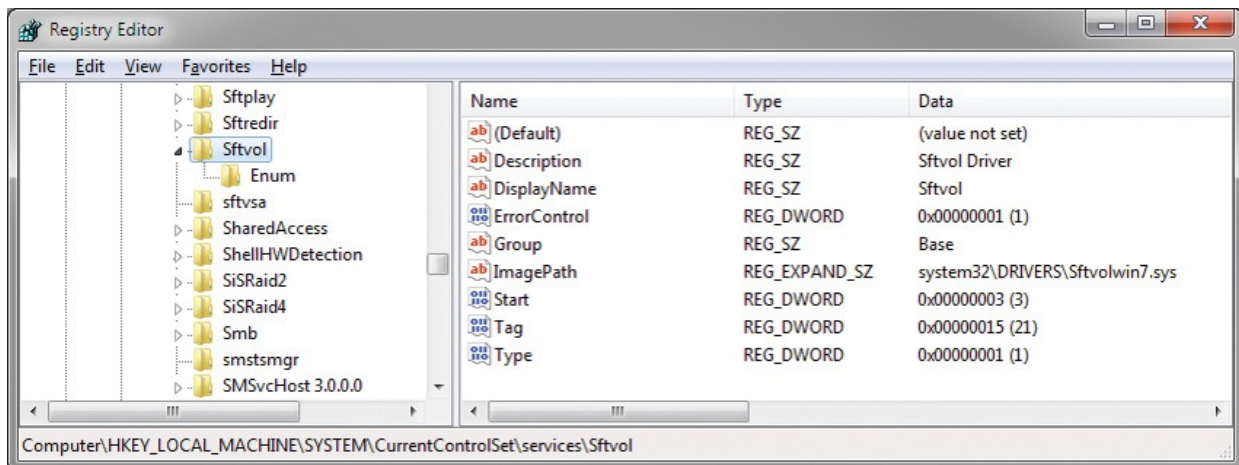 Registry Editor
File Edit View Favorites Help
Sftplay
Sftredir
Sftvol
Enum
sftvsa
SharedAccess
ShellHWDetection
SiSRaid2
SiSRaid4
Smb
smstsmgr
SMSvcHost 3.0.0.0
Name Type Data
(Default) REG_SZ (value not set)
Description REG_SZ Sftvol Driver
DisplayName REG_SZ Sftvol
ErrorControl REG_DWORD 0x00000001 (1)
Group REG_SZ Base
ImagePath REG_EXPAND_SZ system32\DRIVERS\Sftvolwin7.sys
Start REG_DWORD 0x00000003 (3)
Tag REG_DWORD 0x00000015 (21)
Type REG_DWORD 0x00000001 (1)
Computer\HKEY_LOCAL_MACHINE\SYSTEM\CurrentControlSet\services\Sftvol